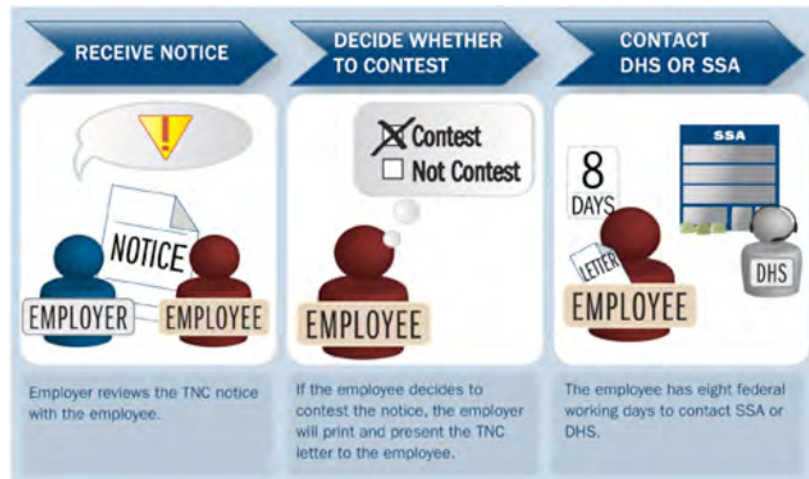 RECEIVE NOTICE
DECIDE WHETHER
TO CONTEST
CONTACT
DHS OR SSA
NOTICE
EMPLOYER
EMPLOYEE
Contest
Not Contest
EMPLOYEE
8
DAYS
SSA
LETTER
DHS
EMPLOYEE
Employer reviews the TNC notice
with the employee.
If the employee decides to
contest the notice, the employer
will print and present the TNC
letter to the employee.
The employee has eight federal
working days to contact SSA or
DHS.